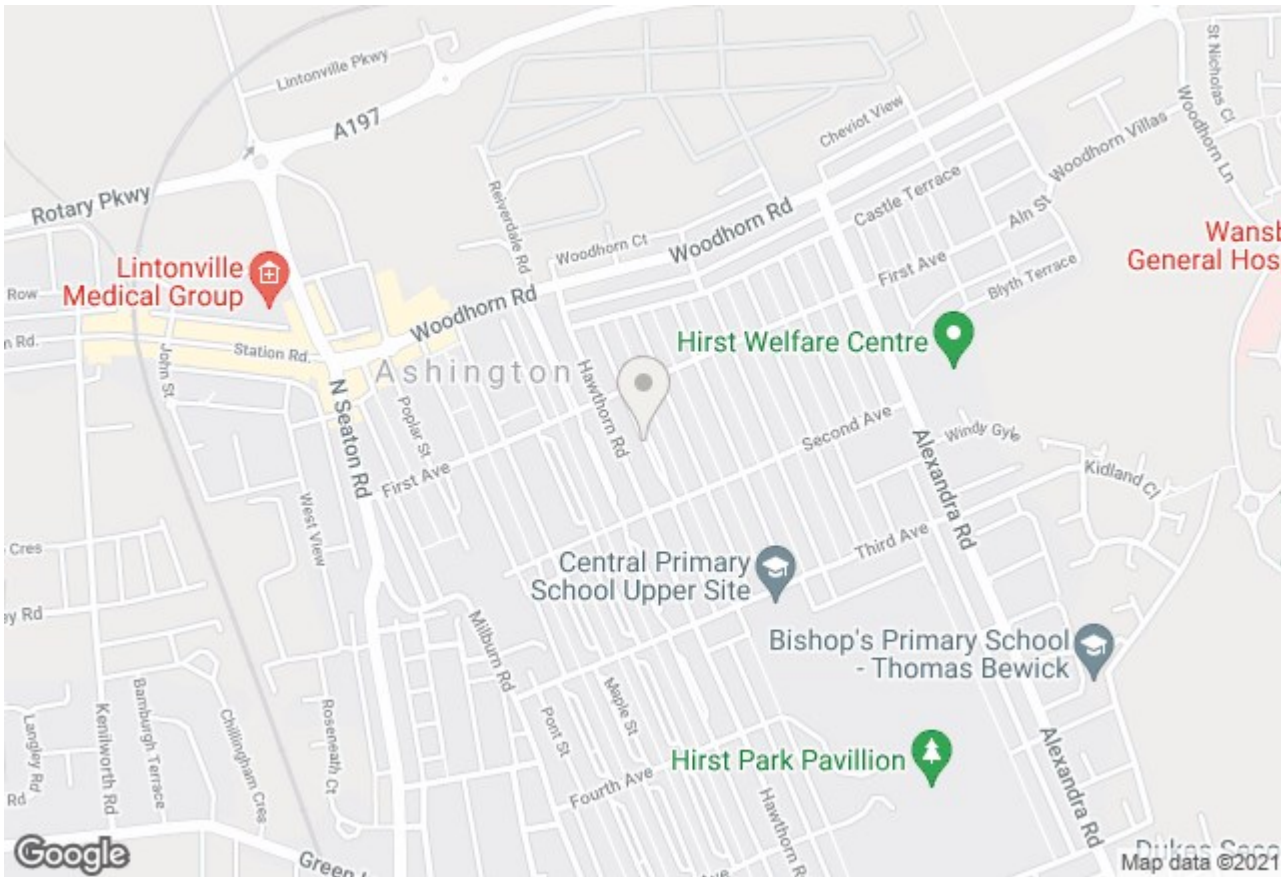 Lintonville Pkwy
A197
Rotary Pkwy
Cheviot View
St Nicholas Cl
Woodhorn Ln
Woodhorn Villas
Reiverdale Rd
Woodhorn Ct
Woodhorn Rd
Castle Terrace
Aln St
First Ave
Blyth Terrace
General Hos
Lintonville
Medical Group
Row
Rd.
Station Rd.
Woodhorn Rd
John St
Ashington
Hirst Welfare Centre
N Seaton Rd
Poplar St
Hawthorn Rd
First Ave
Second Ave
Windy Gyle
Kidland Cl
Alexandra Rd
West View
Third Ave
Cres
Central Primary
School Upper Site
ey Rd
Milburn Rd
Bishop's Primary School
- Thomas Bewick
Langley Rd
Kenilworth Rd
Bamburgh Terrace
Chillingham Cres
Roseneath Ct
Pont St
Maple St
Hirst Park Pavillion
Alexandra Rd
Rd
Fourth Ave
Hawthorn Rd
Google
Green
Ave
Map data ©2021